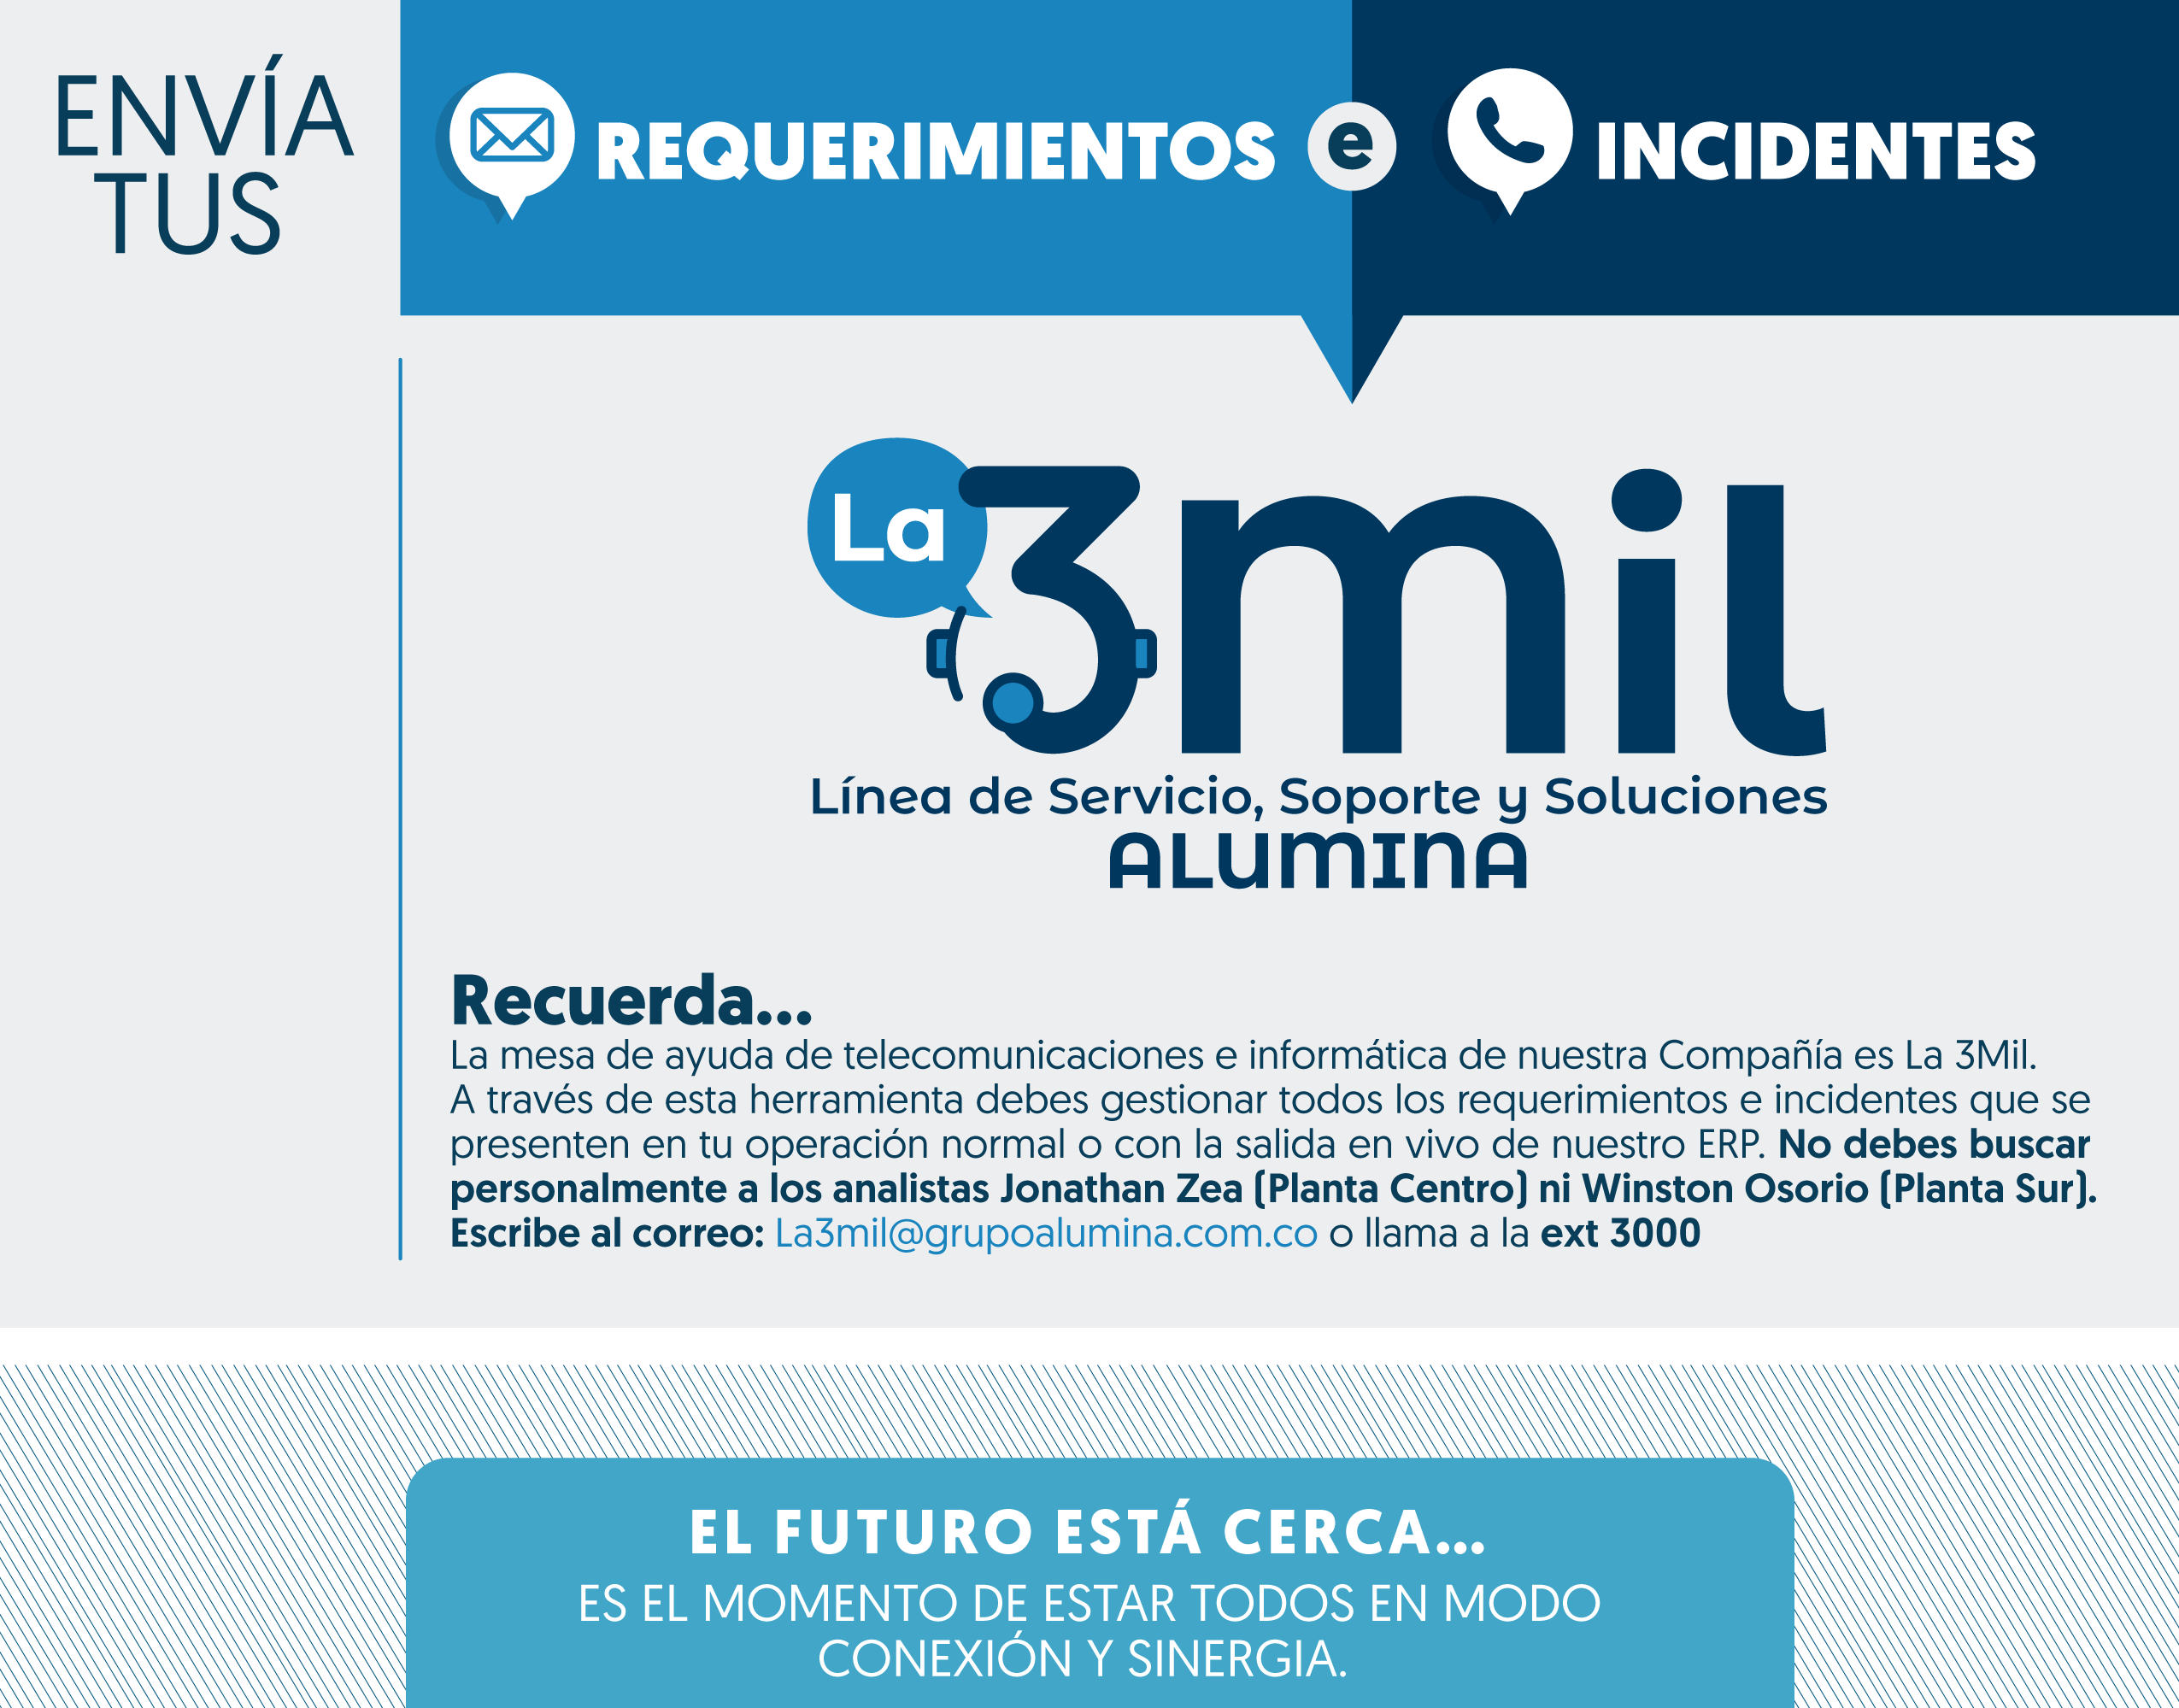 ENVÍA
TUS
REQUERIMIENTOS e INCIDENTES
La 3mil
Línea de Servicio, Soporte y Soluciones
ALUMINA
Recuerda...
La mesa de ayuda de telecomunicaciones e informática de nuestra Compañía es La 3Mil.
A través de esta herramienta debes gestionar todos los requerimientos e incidentes que se
presenten en tu operación normal o con la salida en vivo de nuestro ERP. No debes buscar
personalmente a los analistas Jonathan Zea (Planta Centro) ni Winston Osorio (Planta Sur).
Escribe al correo: La3mil@grupoalumina.com.co o llama a la ext 3000
EL FUTURO ESTÁ CERCA...
ES EL MOMENTO DE ESTAR TODOS EN MODO
CONEXIÓN Y SINERGIA.